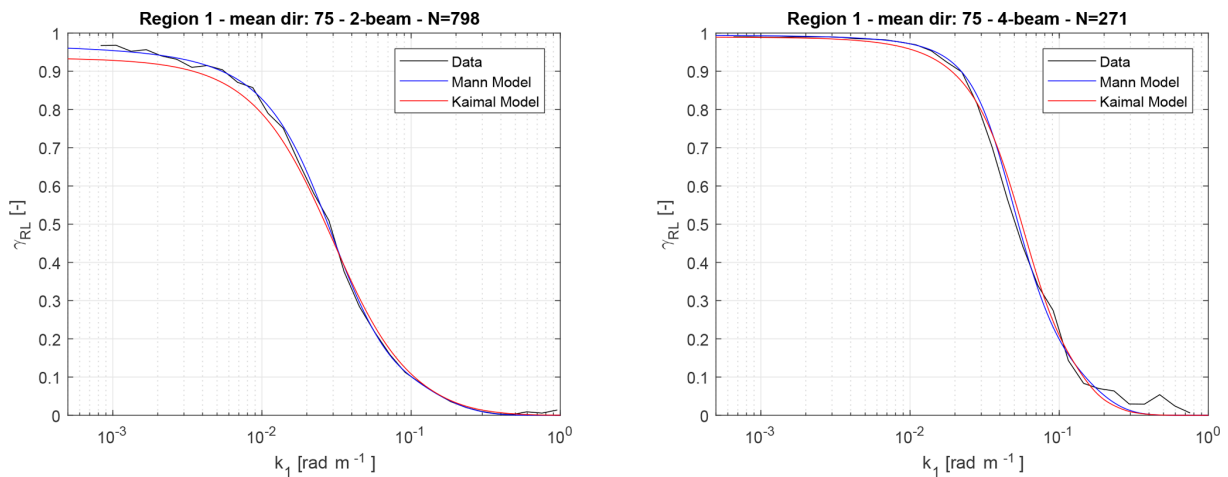 Region 1 - mean dir: 75 - 2-beam - N=798
1
0.9
0.8
0.7
0.6
0.5
0.4
0.3
0.2
0.1
0
γRL [-]
Data
Mann Model
Kaimal Model
10^-3
10^-2
10^-1
10^0
k1 [rad m^-1]
Region 1 - mean dir: 75 - 4-beam - N=271
1
0.9
0.8
0.7
0.6
0.5
0.4
0.3
0.2
0.1
0
γRL [-]
Data
Mann Model
Kaimal Model
10^-3
10^-2
10^-1
10^0
k1 [rad m^-1]